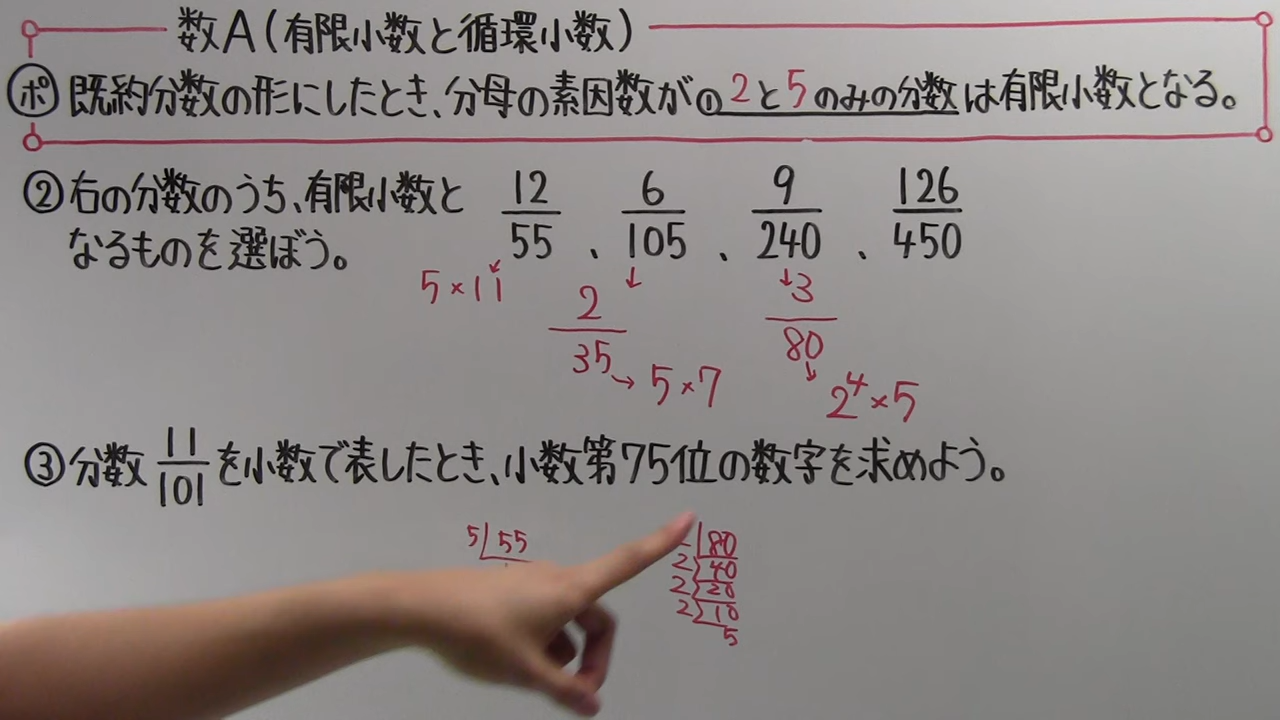 数A(有限小数と循環小数)
ポ 既約分数の形にしたとき、分母の素因数が①2と5のみの分数は有限小数となる。
②右の分数のうち、有限小数と
なるものを選ぼう。
12/55、6/105、9/240、126/450
5×11
2/35→5×7
3/80
2^4×5
③分数11/101を小数で表したとき、小数第75位の数字を求めよう。
5 55
80
2 40
2 20
2 10
5